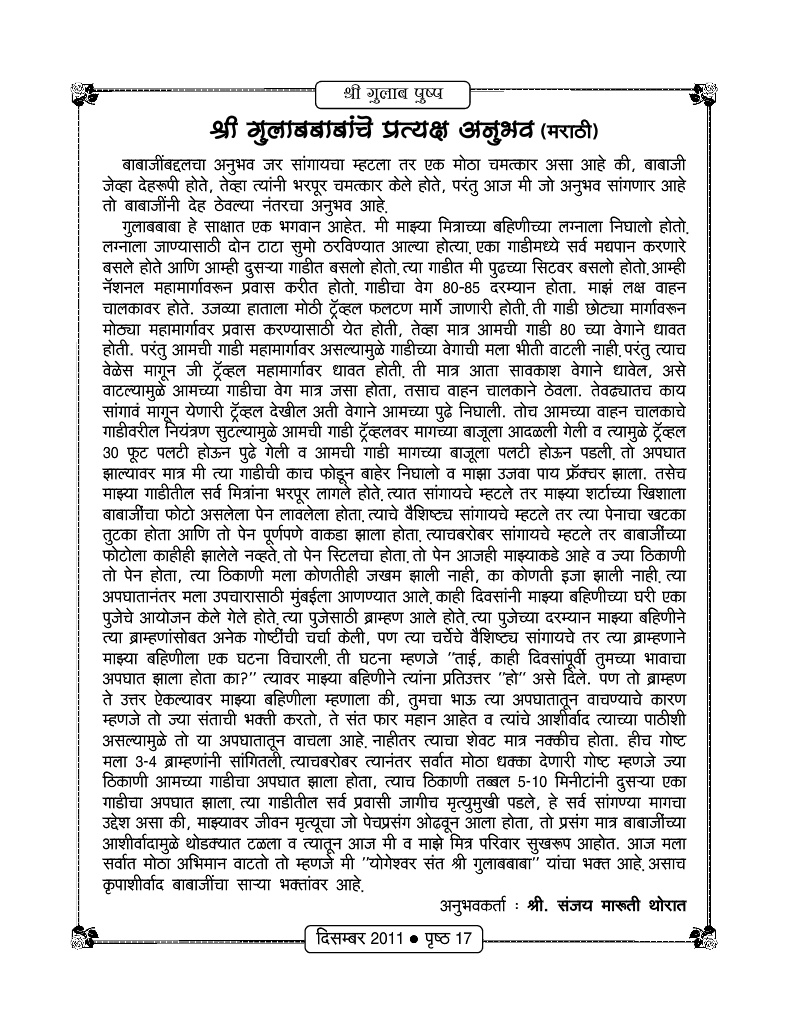 श्री गुलाब पुष्प
श्री गुलाबबाबांचे प्रत्यक्ष अनुभव (मराठी)
बाबाजींबद्दलचा अनुभव जर सांगायचा म्हटला तर एक मोठा चमत्कार असा आहे की, बाबाजी
जेव्हा देहरूपी होते, तेव्हा त्यांनी भरपूर चमत्कार केले होते, परंतु आज मी जो अनुभव सांगणार आहे
तो बाबाजींनी देह ठेवल्या नंतरचा अनुभव आहे.
गुलाबबाबा हे साक्षात एक भगवान आहेत. मी माझ्या मित्राच्या बहिणीच्या लग्नाला निघालो होतो.
लग्नाला जाण्यासाठी दोन टाटा सुमो ठरविण्यात आल्या होत्या. एका गाडीमध्ये सर्व मद्यपान करणारे
बसले होते आणि आम्ही दुसऱ्या गाडीत बसलो होतो. त्या गाडीत मी पुढच्या सिटवर बसलो होतो. आम्ही
नॅशनल महामार्गावरून प्रवास करीत होतो. गाडीचा वेग 80-85 दरम्यान होता. माझं लक्ष वाहन
चालकावर होते. उजव्या हाताला मोठी ट्रॅव्हल फलटण मार्गे जाणारी होती. ती गाडी छोट्या मार्गावरून
मोठ्या महामार्गावर प्रवास करण्यासाठी येत होती, तेव्हा मात्र आमची गाडी 80 च्या वेगाने धावत
होती. परंतु आमची गाडी महामार्गावर असल्यामुळे गाडीच्या वेगाची मला भीती वाटली नाही. परंतु त्याच
वेळेस मागून जी ट्रॅव्हल महामार्गावर धावत होती. ती मात्र आता सावकाश वेगाने धावेल, असे
वाटल्यामुळे आमच्या गाडीचा वेग मात्र जसा होता, तसाच वाहन चालकाने ठेवला. तेवढ्यातच काय
सांगावं मागून येणारी ट्रॅव्हल देखील अती वेगाने आमच्या पुढे निघाली. तोच आमच्या वाहन चालकाचे
गाडीवरील नियंत्रण सुटल्यामुळे आमची गाडी ट्रॅव्हलवर मागच्या बाजूला आदळली गेली व त्यामुळे ट्रॅव्हल
30 फूट पलटी होऊन पुढे गेली व आमची गाडी मागच्या बाजूला पलटी होऊन पडली. तो अपघात
झाल्यावर मात्र मी त्या गाडीची काच फोडून बाहेर निघालो व माझा उजवा पाय फ्रॅक्चर झाला. तसेच
माझ्या गाडीतील सर्व मित्रांना भरपूर लागले होते. त्यात सांगायचे म्हटले तर माझ्या शर्टाच्या खिशाला
बाबाजींचा फोटो असलेला पेन लावलेला होता. त्याचे वैशिष्ट्य सांगायचे म्हटले तर त्या पेनाचा खटका
तुटका होता आणि तो पेन पूर्णपणे वाकडा झाला होता. त्याचबरोबर सांगायचे म्हटले तर बाबाजींच्या
फोटोला काहीही झालेले नव्हते. तो पेन स्टिलचा होता. तो पेन आजही माझ्याकडे आहे व ज्या ठिकाणी
तो पेन होता, त्या ठिकाणी मला कोणतीही जखम झाली नाही, का कोणती इजा झाली नाही. त्या
अपघातानंतर मला उपचारासाठी मुंबईला आणण्यात आले. काही दिवसांनी माझ्या बहिणीच्या घरी एका
पुजेचे आयोजन केले गेले होते. त्या पुजेसाठी ब्राम्हण आले होते. त्या पुजेच्या दरम्यान माझ्या बहिणीने
त्या ब्राम्हणांसोबत अनेक गोष्टींची चर्चा केली, पण त्या चर्चेचे वैशिष्ट्य सांगायचे तर त्या ब्राम्हणाने
माझ्या बहिणीला एक घटना विचारली. ती घटना म्हणजे ”ताई, काही दिवसांपूर्वी तुमच्या भावाचा
अपघात झाला होता का?” त्यावर माझ्या बहिणीने त्यांना प्रतिउत्तर ”हो” असे दिले. पण तो ब्राम्हण
ते उत्तर ऐकल्यावर माझ्या बहिणीला म्हणाला की, तुमचा भाऊ त्या अपघातातून वाचण्याचे कारण
म्हणजे तो ज्या संताची भक्ती करतो, ते संत फार महान आहेत व त्यांचे आशीर्वाद त्याच्या पाठीशी
असल्यामुळे तो या अपघातातून वाचला आहे. नाहीतर त्याचा शेवट मात्र नक्कीच होता. हीच गोष्ट
मला 3-4 ब्राम्हणांनी सांगितली. त्याचबरोबर त्यानंतर सर्वात मोठा धक्का देणारी गोष्ट म्हणजे ज्या
ठिकाणी आमच्या गाडीचा अपघात झाला होता, त्याच ठिकाणी तब्बल 5-10 मिनीटांनी दुसऱ्या एका
गाडीचा अपघात झाला. त्या गाडीतील सर्व प्रवासी जागीच मृत्युमुखी पडले, हे सर्व सांगण्या मागचा
उद्देश असा की, माझ्यावर जीवन मृत्यूचा जो पेचप्रसंग ओढवून आला होता, तो प्रसंग मात्र बाबाजींच्या
आशीर्वादामुळे थोडक्यात टळला व त्यातून आज मी व माझे मित्र परिवार सुखरूप आहोत. आज मला
सर्वात मोठा अभिमान वाटतो तो म्हणजे मी ”योगेश्वर संत श्री गुलाबबाबा” यांचा भक्त आहे. असाच
कृपाशीर्वाद बाबाजींचा साऱ्या भक्तांवर आहे.
अनुभवकर्ता : श्री. संजय मारूती थोरात
दिसम्बर 2011 ● पृष्ठ 17